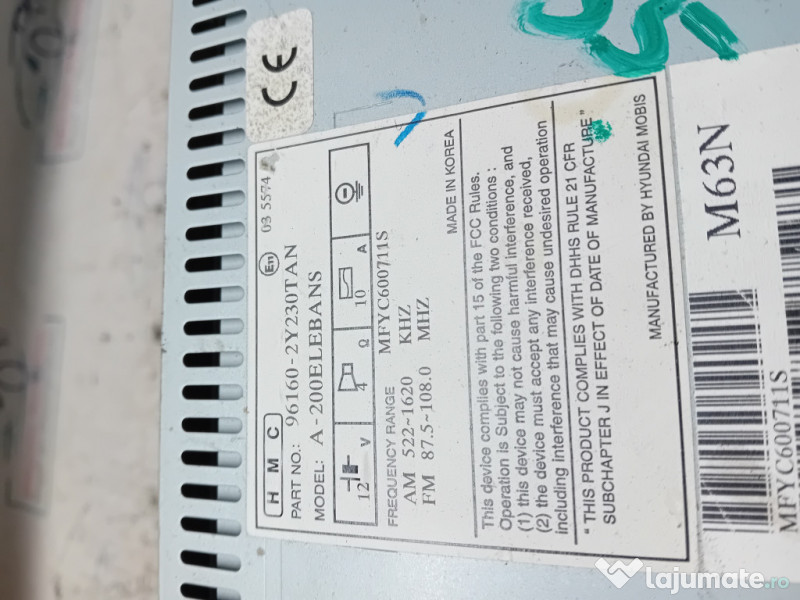 CE
HMC E11 03 5574
PART NO.: 96160-2Y230TAN
MODEL: A-200ELEBANS
12 V 4 Ω 10 A
FREQUENCY RANGE MFYC600711S
AM 522~1620 KHZ
FM 87.5~108.0 MHZ
MADE IN KOREA
This device complies with part 15 of the FCC Rules.
Operation is Subject to the following two conditions :
(1) this device may not cause harmful interference, and
(2) the device must accept any interference received,
including interference that may cause undesired operation
“ THIS PRODUCT COMPLIES WITH DHHS RULE 21 CFR
SUBCHAPTER J IN EFFECT OF DATE OF MANUFACTURE ”
MANUFACTURED BY HYUNDAI MOBIS
M63N
MFYC600711S
lajumate.ro